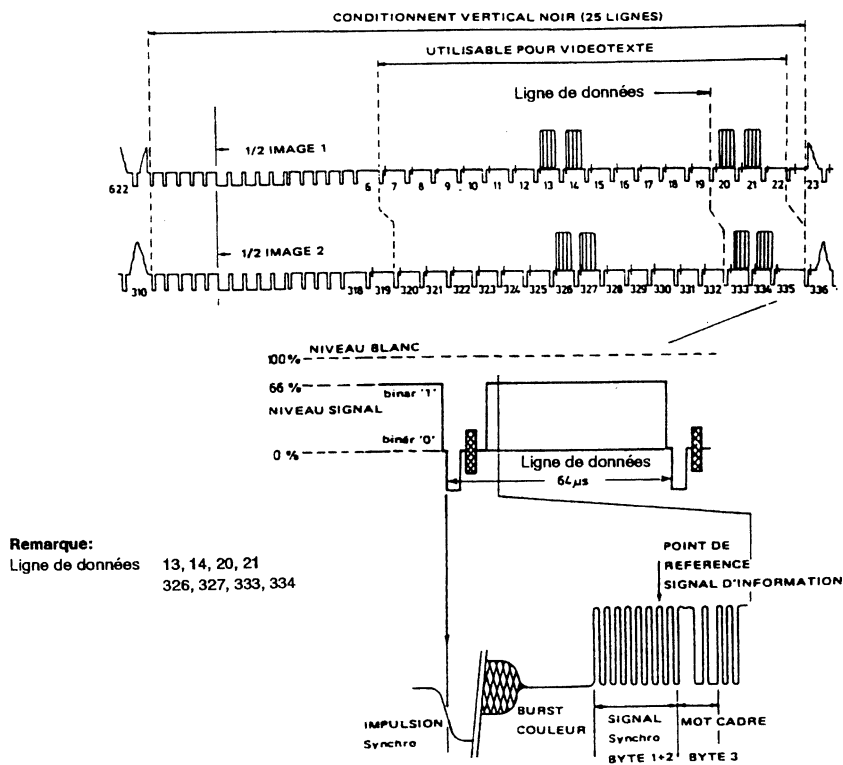 CONDITIONNENT VERTICAL NOIR (25 LIGNES)
UTILISABLE POUR VIDEOTEXTE
Ligne de données
1/2 IMAGE 1
622 6 7 8 9 10 11 12 13 14 15 16 17 18 19 20 21 22 23
1/2 IMAGE 2
310 318 319 320 321 322 323 324 325 326 327 328 329 330 331 332 333 334 335 336
100% NIVEAU BLANC
66 %
binar '1'
NIVEAU SIGNAL
binér '0'
0 %
Ligne de données
64µs
Remarque:
Ligne de données 13, 14, 20, 21
326, 327, 333, 334
POINT DE
REFERENCE
SIGNAL D'INFORMATION
IMPULSION
Synchro
BURST
COULEUR
SIGNAL
Synchro
BYTE 1+2
MOT CADRE
BYTE 3